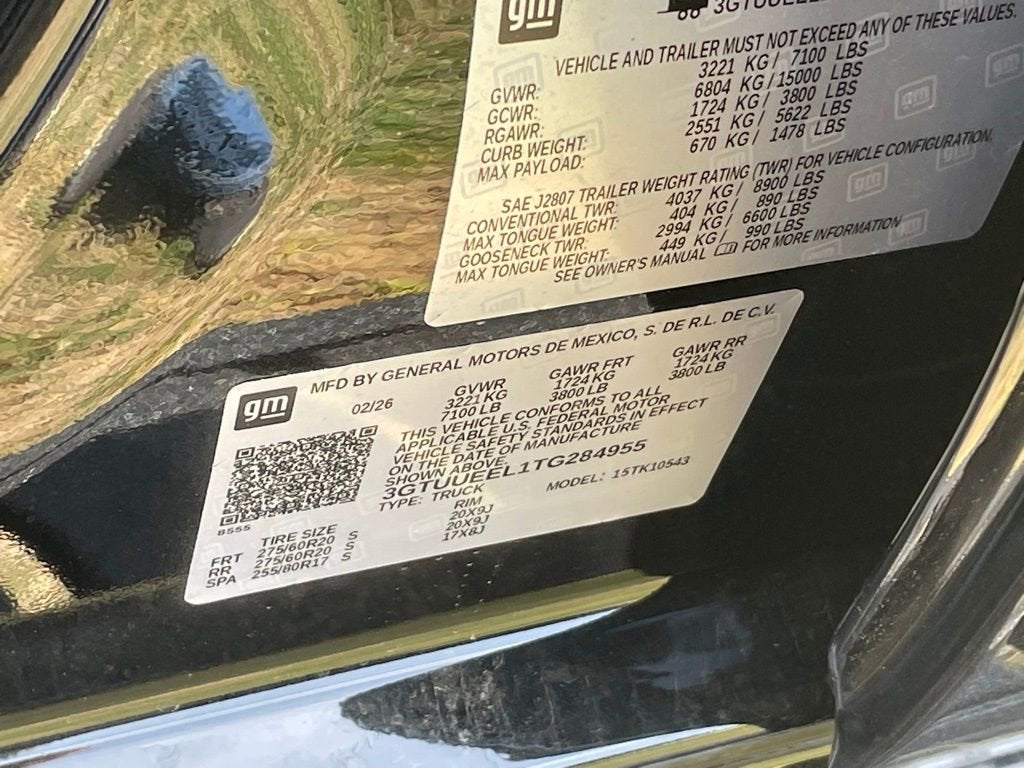 gm
VEHICLE AND TRAILER MUST NOT EXCEED ANY OF THESE VALUES.
GVWR: 3221 KG / 7100 LBS
GCWR: 6804 KG / 15000 LBS
RGAWR: 1724 KG / 3800 LBS
CURB WEIGHT: 2551 KG / 5622 LBS
MAX PAYLOAD: 670 KG / 1478 LBS
SAE J2807 TRAILER WEIGHT RATING (TWR) FOR VEHICLE CONFIGURATION.
CONVENTIONAL TWR: 4037 KG / 8900 LBS
MAX TONGUE WEIGHT: 404 KG / 890 LBS
GOOSENECK TWR: 2994 KG / 6600 LBS
MAX TONGUE WEIGHT: 449 KG / 990 LBS
SEE OWNER'S MANUAL FOR MORE INFORMATION
gm
MFD BY GENERAL MOTORS DE MEXICO, S. DE R.L. DE C.V.
02/26
GVWR GAWR FRT GAWR RR
3221 KG 1724 KG 1724 KG
7100 LB 3800 LB 3800 LB
THIS VEHICLE CONFORMS TO ALL
APPLICABLE U.S. FEDERAL MOTOR
VEHICLE SAFETY STANDARDS IN EFFECT
ON THE DATE OF MANUFACTURE
SHOWN ABOVE.
3GTUUEEL1TG284955
TYPE: TRUCK MODEL: 15TK10543
8555
TIRE SIZE RIM
FRT 275/60R20 S 20X9J
RR 275/60R20 S 20X9J
SPA 255/80R17 S 17X8J